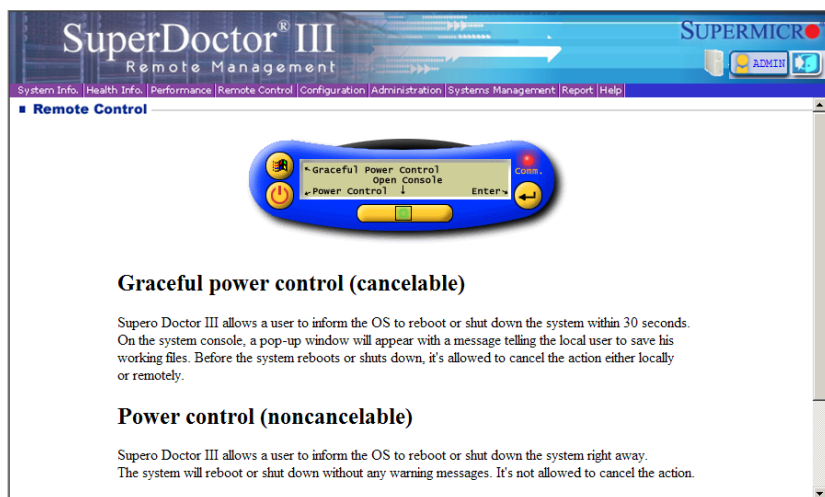 SuperDoctor® III
Remote Management
SUPERMICR
ADMIN
System Info. Health Info. Performance Remote Control Configuration Administration Systems Management Report Help
Remote Control
Graceful Power Control
Open Console
Power Control
Enter
Comm.
Graceful power control (cancelable)
Supero Doctor III allows a user to inform the OS to reboot or shut down the system within 30 seconds.
On the system console, a pop-up window will appear with a message telling the local user to save his
working files. Before the system reboots or shuts down, it's allowed to cancel the action either locally
or remotely.
Power control (noncancelable)
Supero Doctor III allows a user to inform the OS to reboot or shut down the system right away.
The system will reboot or shut down without any warning messages. It's not allowed to cancel the action.